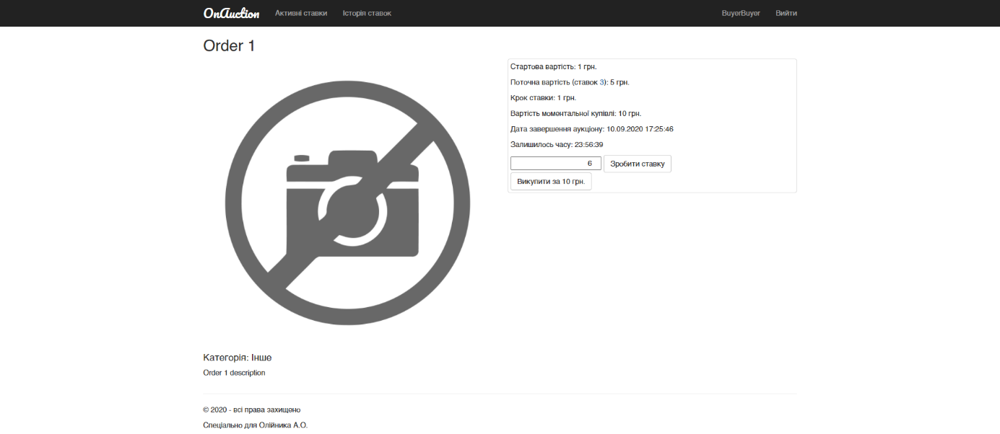 OnAuction Активні ставки Історія ставок BuyerBuyer Вийти
Order 1
Стартова вартість: 1 грн.
Поточна вартість (ставок 3): 5 грн.
Крок ставки: 1 грн.
Вартість моментальної купівлі: 10 грн.
Дата завершення аукціону: 10.09.2020 17:25:46
Залишилось часу: 23:56:39
6 Зробити ставку
Викупити за 10 грн.
Категорія: Інше
Order 1 description
© 2020 - всі права захищено
Спеціально для Олійника А.О.